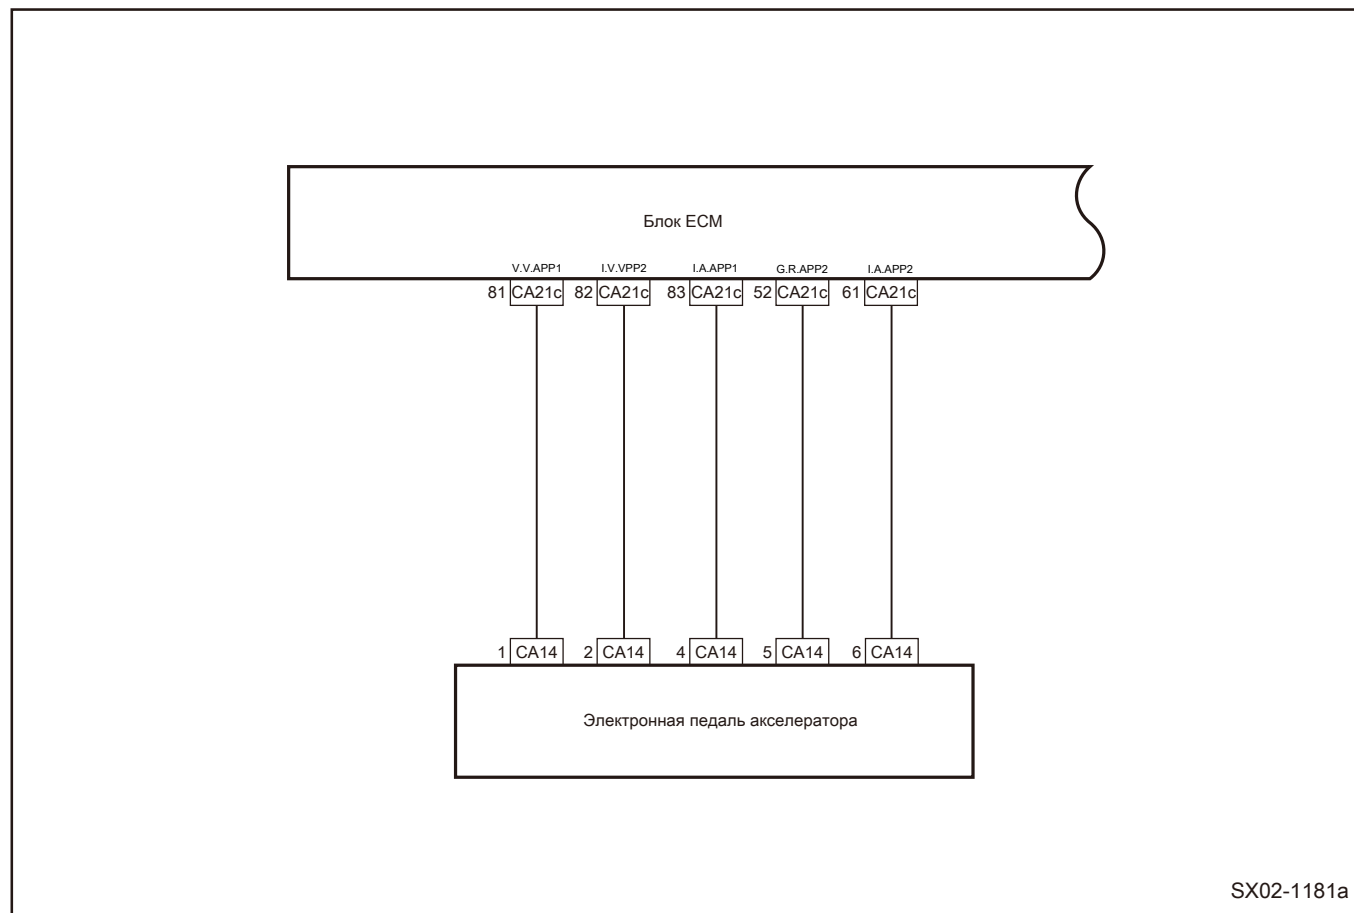 Блок ECM
V.V.APP1 I.V.VPP2 I.A.APP1 G.R.APP2 I.A.APP2
81 CA21c 82 CA21c 83 CA21c 52 CA21c 61 CA21c
1 CA14 2 CA14 4 CA14 5 CA14 6 CA14
Электронная педаль акселератора
SX02-1181a